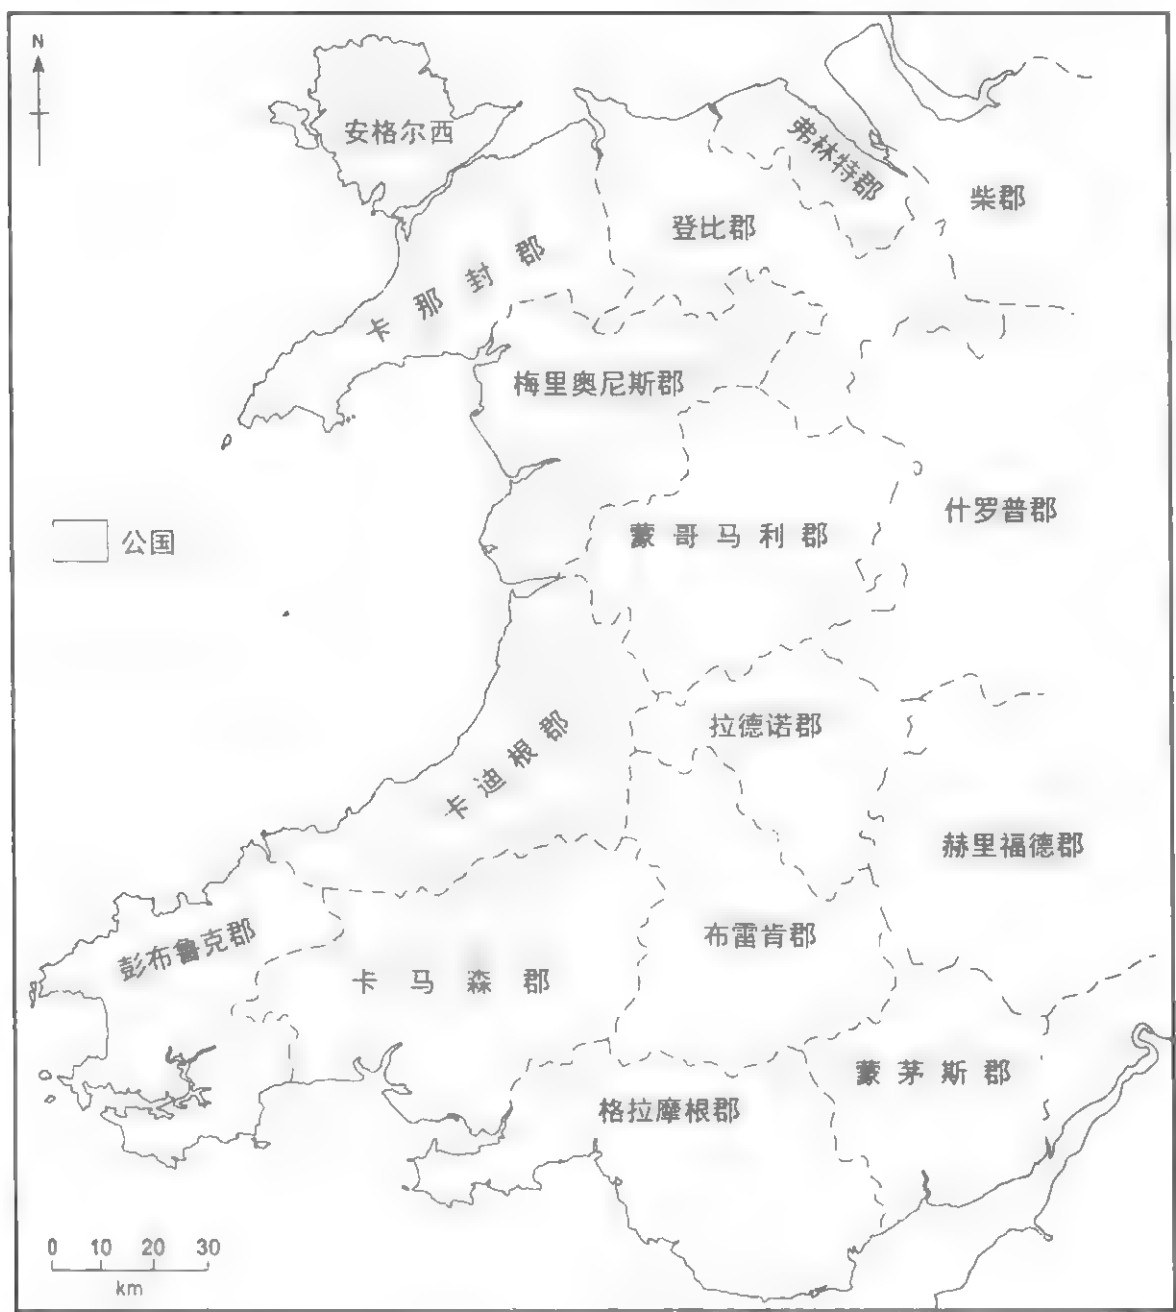 N
安格尔西
弗林特郡
柴郡
登比郡
卡那封郡
梅里奥尼斯郡
什罗普郡
蒙哥马利郡
公国
拉德诺郡
卡迪根郡
赫里福德郡
布雷肯郡
彭布鲁克郡
卡马森郡
蒙茅斯郡
格拉摩根郡
0 10 20 30
km